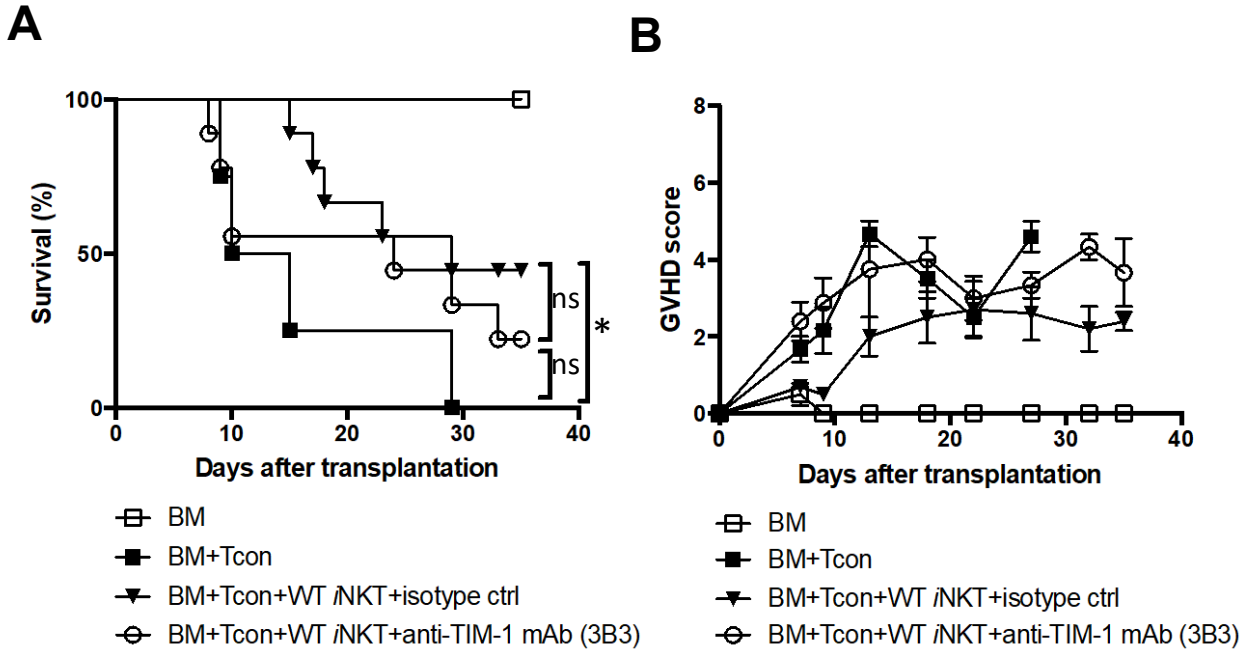 A
B
100
50
0
Survival (%)
0 10 20 30 40
Days after transplantation
ns
ns
*
8
6
4
2
0
GVHD score
0 10 20 30 40
Days after transplantation
BM
BM+Tcon
BM+Tcon+WT iNKT+isotype ctrl
BM+Tcon+WT iNKT+anti-TIM-1 mAb (3B3)
BM
BM+Tcon
BM+Tcon+WT iNKT+isotype ctrl
BM+Tcon+WT iNKT+anti-TIM-1 mAb (3B3)